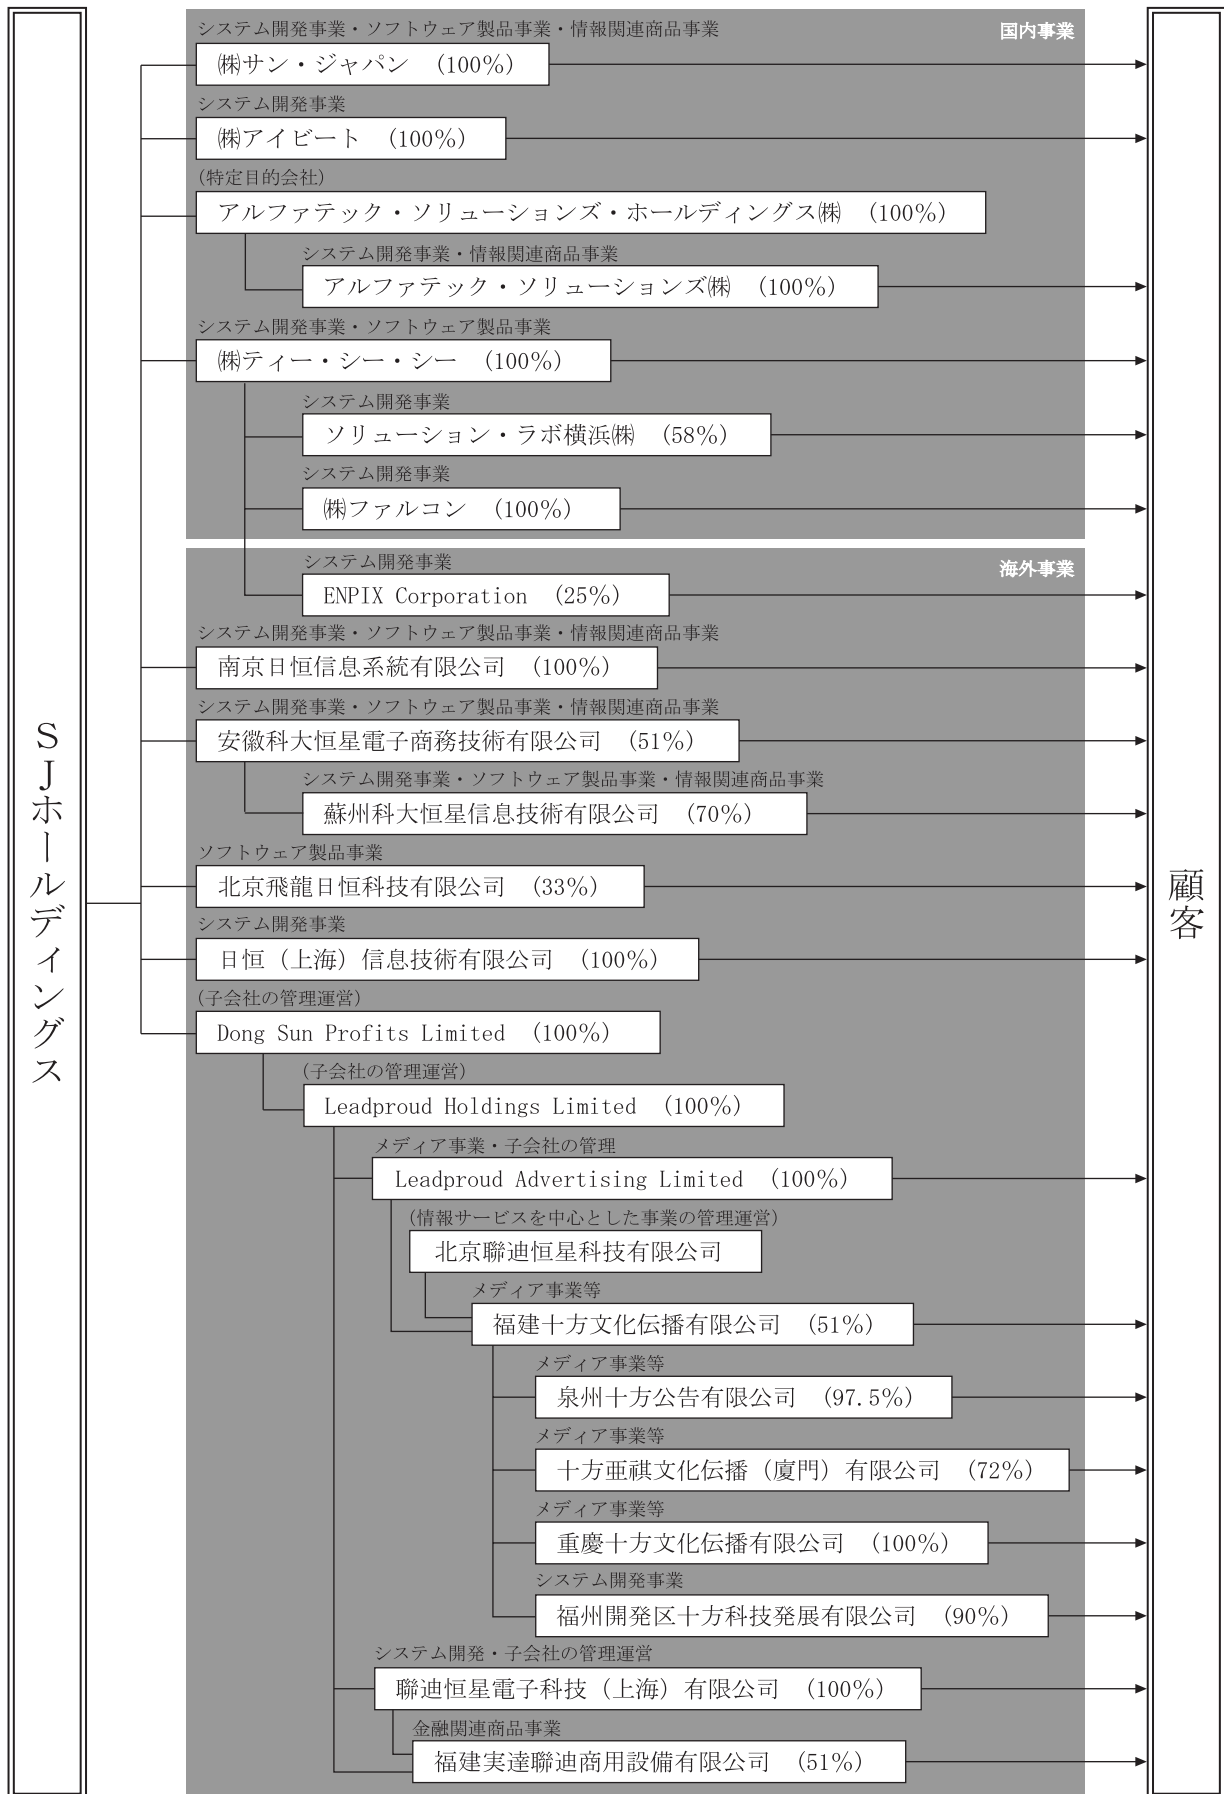 SJホールディングス
国内事業
システム開発事業・ソフトウェア製品事業・情報関連商品事業
㈱サン・ジャパン (100%)
システム開発事業
㈱アイビート (100%)
(特定目的会社)
アルファテック・ソリューションズ・ホールディングス㈱ (100%)
システム開発事業・情報関連商品事業
アルファテック・ソリューションズ㈱ (100%)
システム開発事業・ソフトウェア製品事業
㈱ティー・シー・シー (100%)
システム開発事業
ソリューション・ラボ横浜㈱ (58%)
システム開発事業
㈱ファルコン (100%)
海外事業
システム開発事業
ENPIX Corporation (25%)
システム開発事業・ソフトウェア製品事業・情報関連商品事業
南京日恒信息系統有限公司 (100%)
システム開発事業・ソフトウェア製品事業・情報関連商品事業
安徽科大恒星電子商務技術有限公司 (51%)
システム開発事業・ソフトウェア製品事業・情報関連商品事業
蘇州科大恒星信息技術有限公司 (70%)
ソフトウェア製品事業
北京飛龍日恒科技有限公司 (33%)
システム開発事業
日恒(上海)信息技術有限公司 (100%)
(子会社の管理運営)
Dong Sun Profits Limited (100%)
(子会社の管理運営)
Leadproud Holdings Limited (100%)
メディア事業・子会社の管理
Leadproud Advertising Limited (100%)
(情報サービスを中心とした事業の管理運営)
北京聯迪恒星科技有限公司
メディア事業等
福建十方文化伝播有限公司 (51%)
メディア事業等
泉州十方公告有限公司 (97.5%)
メディア事業等
十方亜祺文化伝播(廈門)有限公司 (72%)
メディア事業等
重慶十方文化伝播有限公司 (100%)
システム開発事業
福州開発区十方科技発展有限公司 (90%)
システム開発・子会社の管理運営
聯迪恒星電子科技(上海)有限公司 (100%)
金融関連商品事業
福建実達聯迪商用設備有限公司 (51%)
顧客